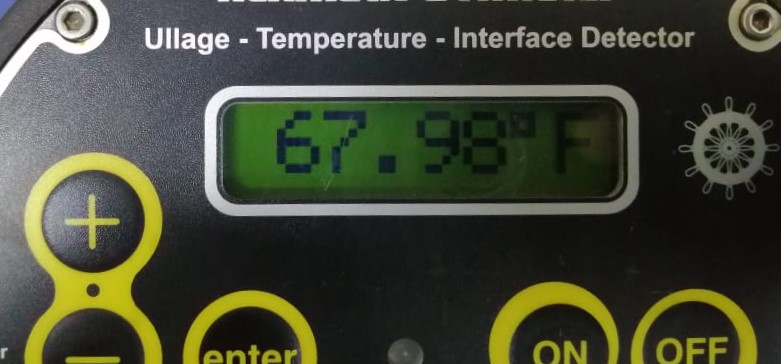 Ullage - Temperature - Interface Detector
67.98°F
+
-
enter
ON
OFF